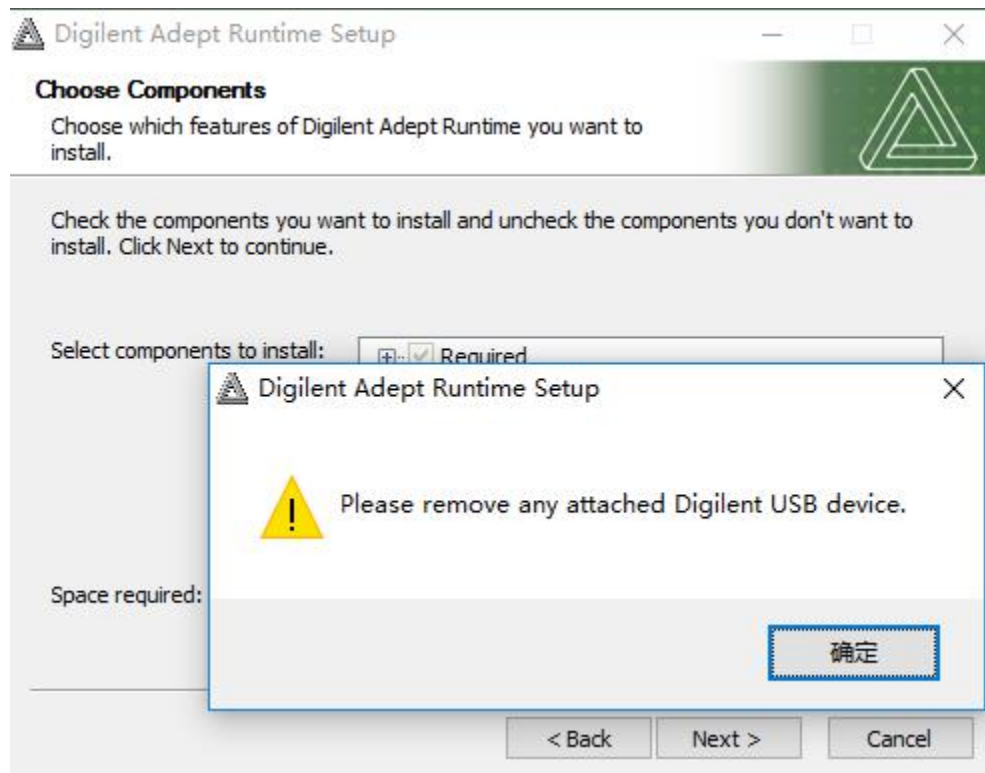 Digilent Adept Runtime Setup
Choose Components
Choose which features of Digilent Adept Runtime you want to
install.
Check the components you want to install and uncheck the components you don't want to
install. Click Next to continue.
Select components to install:
Required
Digilent Adept Runtime Setup
Please remove any attached Digilent USB device.
Space required:
确定
< Back
Next >
Cancel